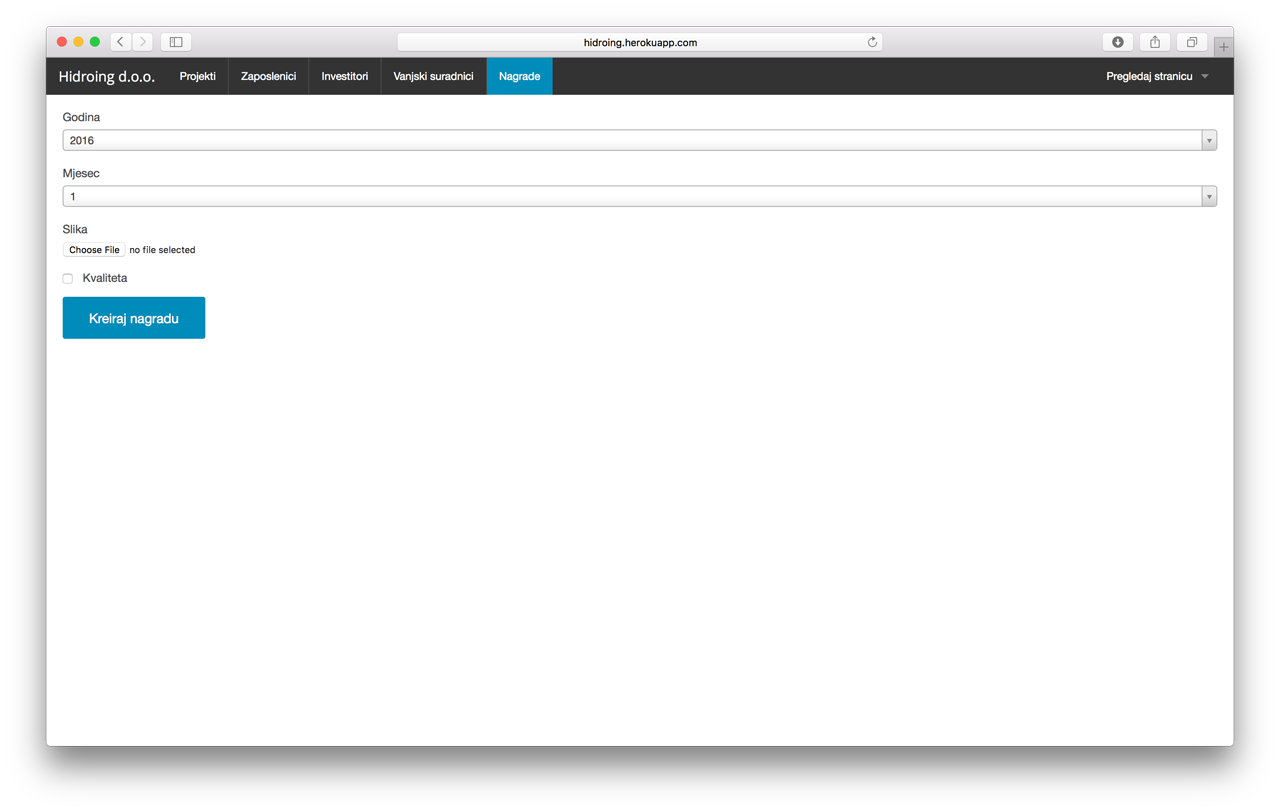 hidroing.herokuapp.com
Hidroing d.o.o. Projekti Zaposlenici Investitori Vanjski suradnici Nagrade Pregledaj stranicu
Godina
2016
Mjesec
1
Slika
Choose File no file selected
Kvaliteta
Kreiraj nagradu